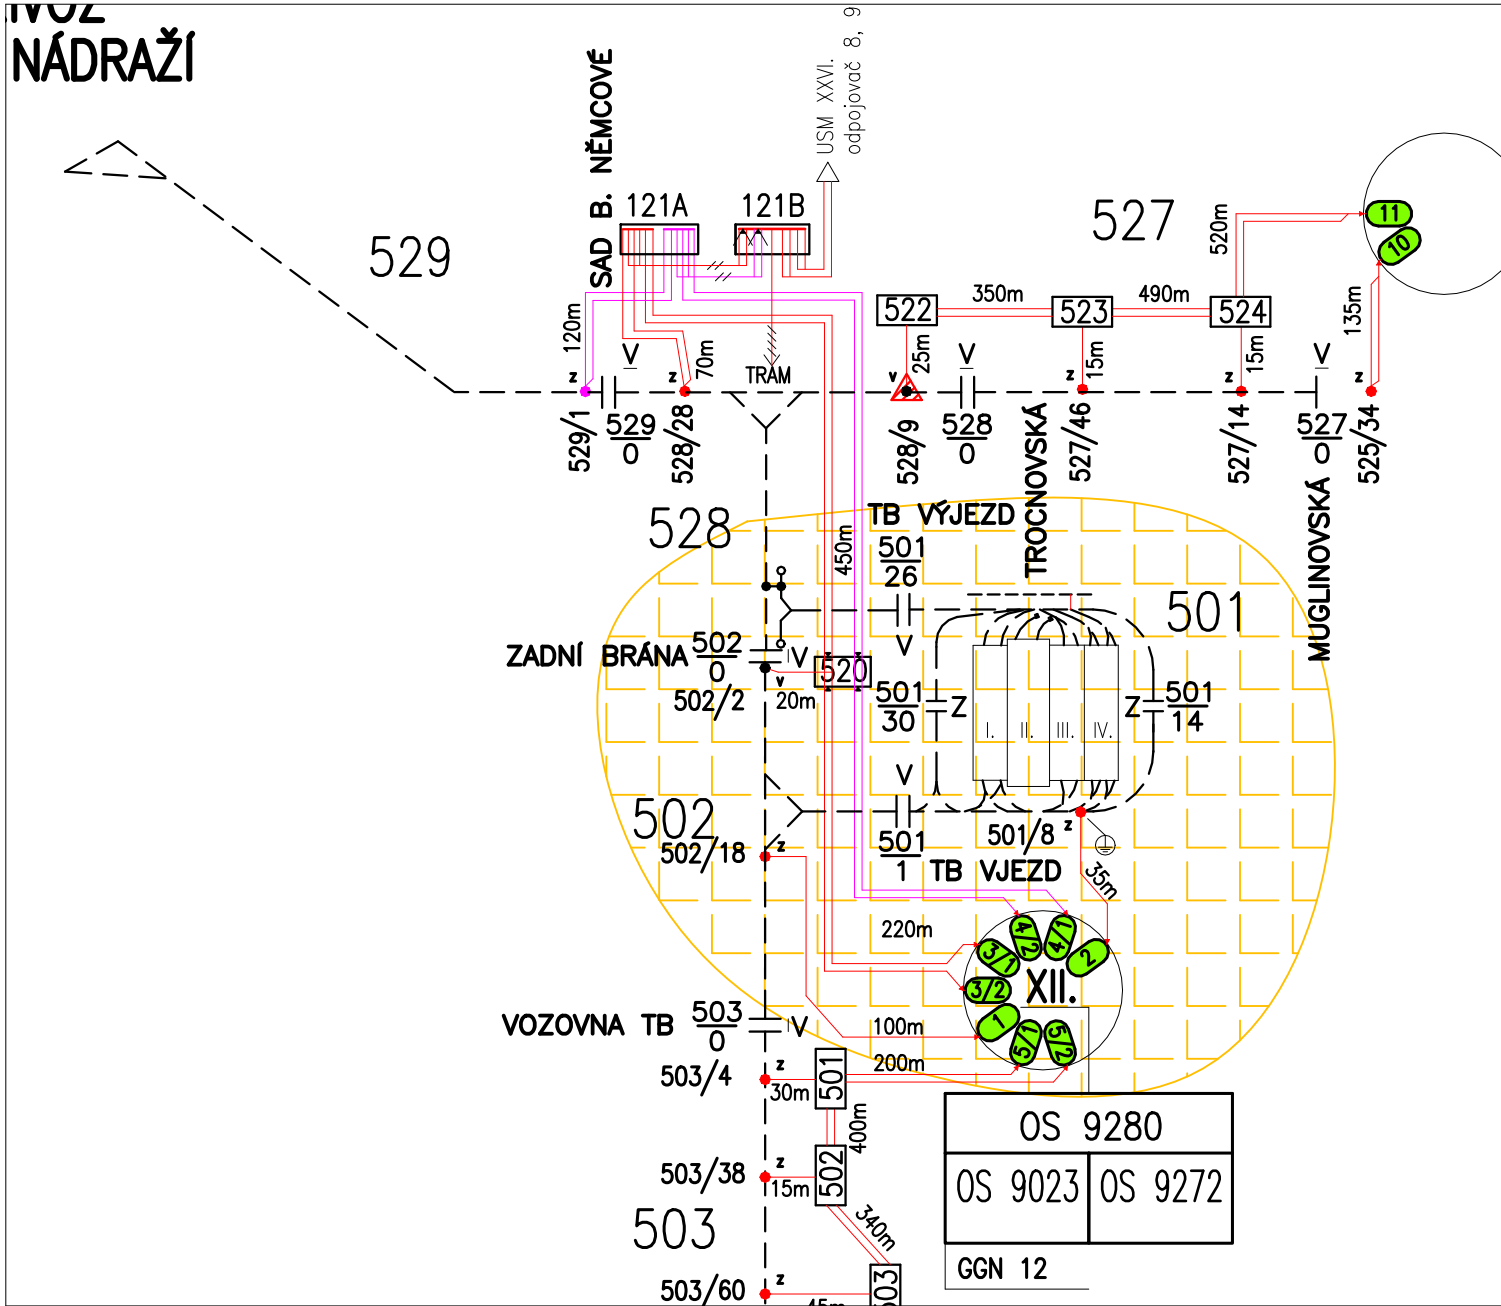 NÁDRAŽÍ
SAD B. NĚMCOVÉ
USM XXVI.
odpojovač 8, 9
121A
121B
529
527
11
10
520m
522
350m
523
490m
524
135m
120m
V
70m
TRAM
25m
V
15m
15m
V
z
z
v
z
z
z
529/1
529
0
528/28
528/9
528
0
TROCNOVSKÁ
527/46
527/14
527
0
525/34
MUGLINOVSKÁ
528
TB VÝJEZD
450m
501
26
501
V
ZADNÍ BRÁNA
502
0
V
520
502/2
v
20m
501
30
Z
I.
II.
III.
IV.
Z
501
14
V
502
502/18
z
501
1
TB VJEZD
501/8
z
35m
220m
4/2
4/1
3/1
2
3/2
XII.
1
5/1
5/2
VOZOVNA TB
503
0
V
100m
200m
503/4
z
30m
501
400m
503/38
z
15m
502
503
340m
503/60
z
45m
503
OS 9280
OS 9023
OS 9272
GGN 12